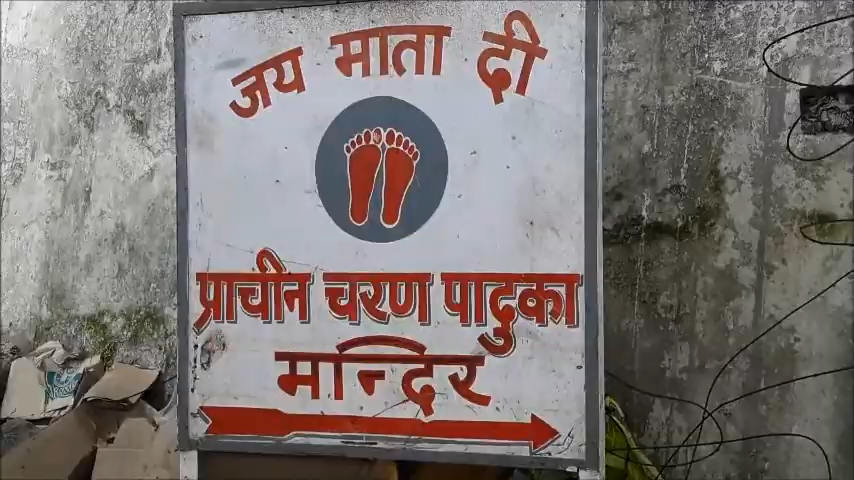 जय माता दी
प्राचीन चरण पादुका
मन्दिर